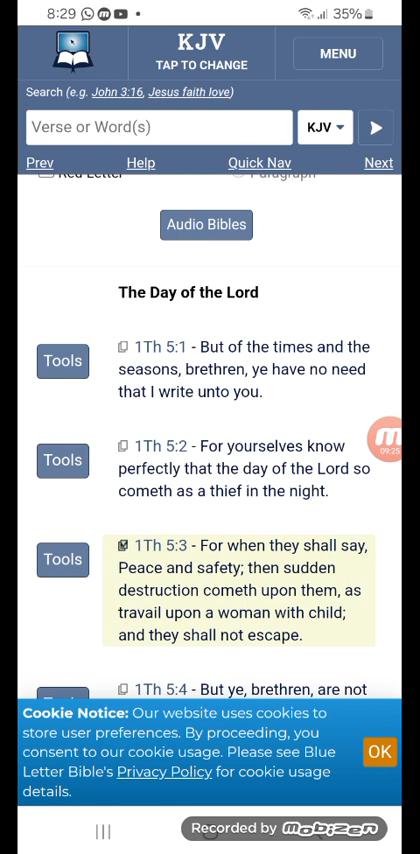 8:29 35%
KJV
TAP TO CHANGE
MENU
Search (e.g. John 3:16, Jesus faith love)
Verse or Word(s)
KJV
Prev Help Quick Nav Next
Red Letter Paragraph
Audio Bibles
The Day of the Lord
Tools
1Th 5:1 - But of the times and the
seasons, brethren, ye have no need
that I write unto you.
Tools
1Th 5:2 - For yourselves know
perfectly that the day of the Lord so
cometh as a thief in the night.
Tools
1Th 5:3 - For when they shall say,
Peace and safety; then sudden
destruction cometh upon them, as
travail upon a woman with child;
and they shall not escape.
Tools
1Th 5:4 - But ye, brethren, are not
09:25
Cookie Notice: Our website uses cookies to
store user preferences. By proceeding, you
consent to our cookie usage. Please see Blue
Letter Bible's Privacy Policy for cookie usage
details.
OK
Recorded by mobizen